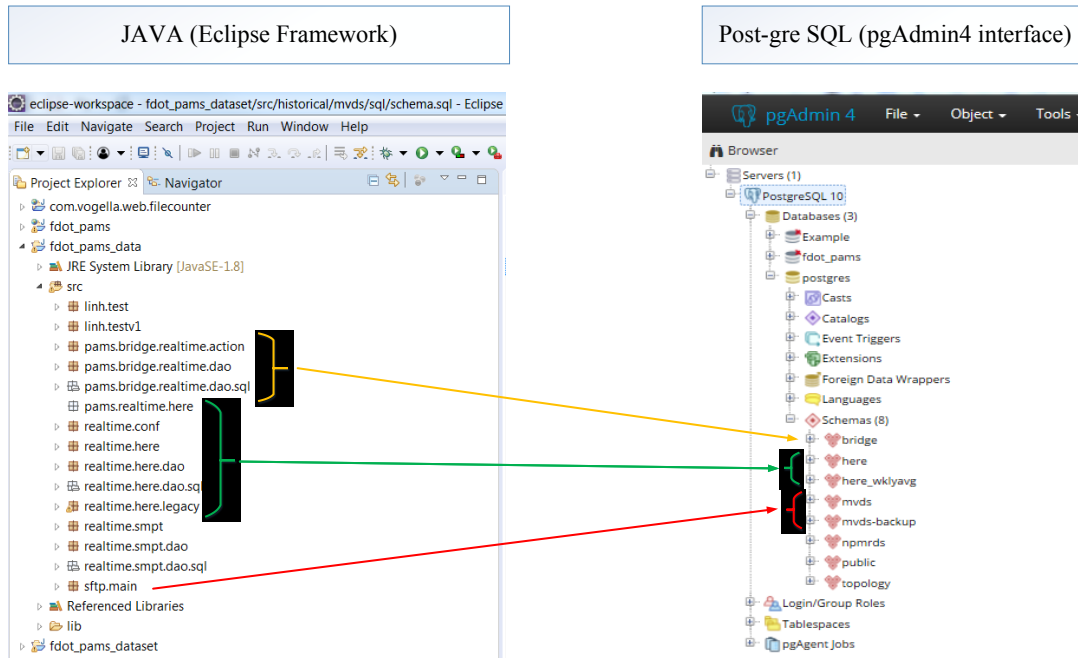 JAVA (Eclipse Framework)
Post-gre SQL (pgAdmin4 interface)
eclipse-workspace - fdot_pams_dataset/src/historical/mvds/sql/schema.sql - Eclipse
File Edit Navigate Search Project Run Window Help
Project Explorer
Navigator
com.vogella.web.filecounter
fdot_pams
fdot_pams_data
JRE System Library [JavaSE-1.8]
src
linh.test
linh.testv1
pams.bridge.realtime.action
pams.bridge.realtime.dao
pams.bridge.realtime.dao.sql
pams.realtime.here
realtime.conf
realtime.here
realtime.here.dao
realtime.here.dao.sql
realtime.here.legacy
realtime.smpt
realtime.smpt.dao
realtime.smpt.dao.sql
sftp.main
Referenced Libraries
lib
fdot_pams_dataset
pgAdmin 4 File Object Tools
Browser
Servers (1)
PostgreSQL 10
Databases (3)
Example
fdot_pams
postgres
Casts
Catalogs
Event Triggers
Extensions
Foreign Data Wrappers
Languages
Schemas (8)
bridge
here
here_wklyavg
mvds
mvds-backup
npmrds
public
topology
Login/Group Roles
Tablespaces
pgAgent Jobs